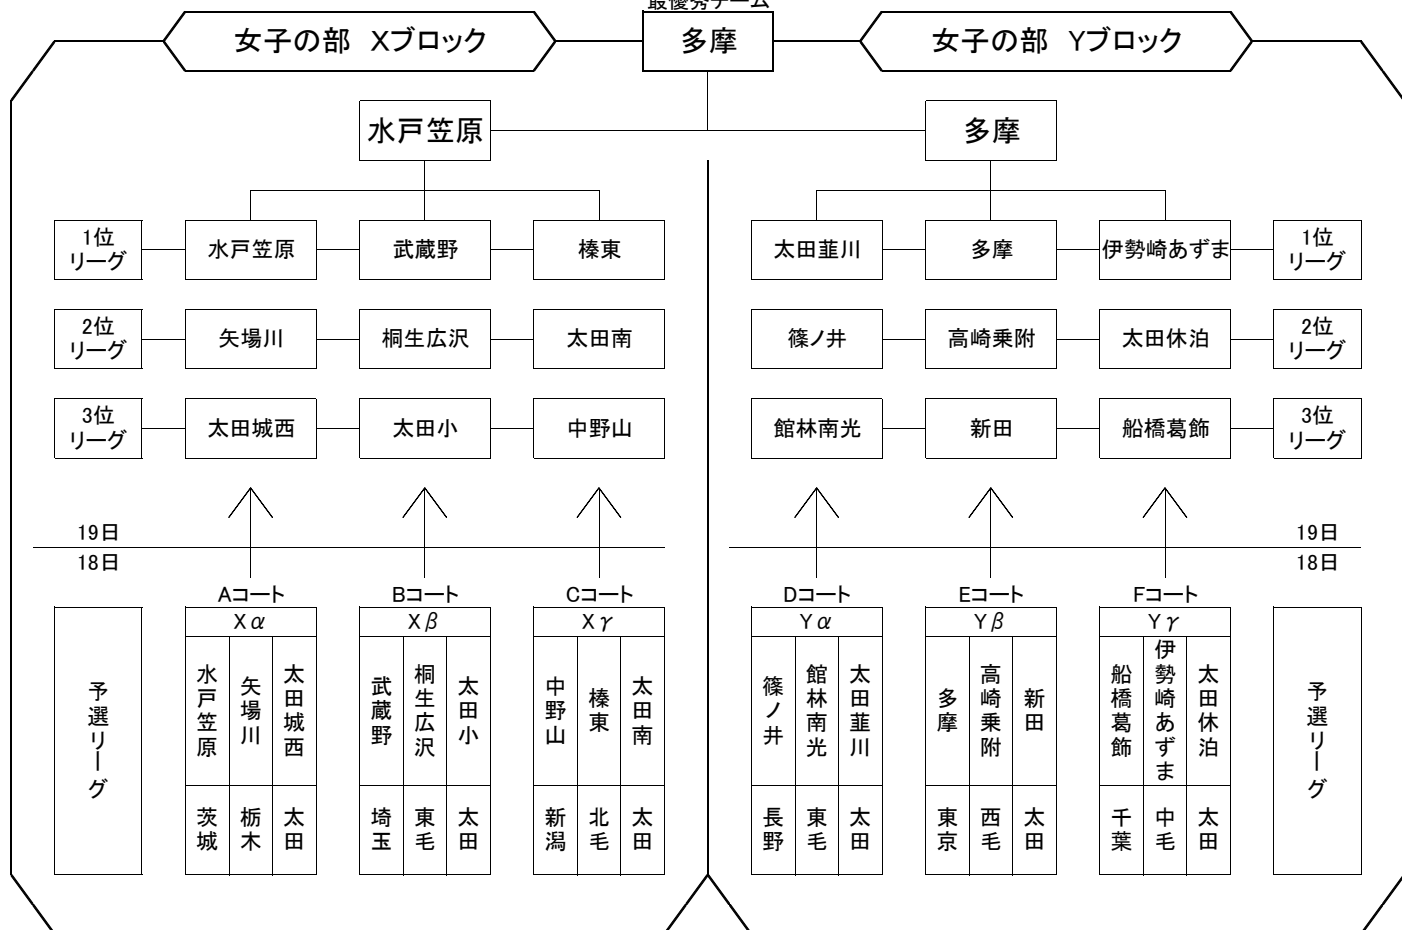 最優秀チーム
女子の部 Xブロック
多摩
女子の部 Yブロック
水戸笠原
多摩
1位
リーグ
水戸笠原
武蔵野
榛東
太田韮川
多摩
伊勢崎あずま
1位
リーグ
2位
リーグ
矢場川
桐生広沢
太田南
篠ノ井
高崎乗附
太田休泊
2位
リーグ
3位
リーグ
太田城西
太田小
中野山
館林南光
新田
船橋葛飾
3位
リーグ
19日
19日
18日
18日
Aコート
Bコート
Cコート
Dコート
Eコート
Fコート
Xα
Xβ
Xγ
Yα
Yβ
Yγ
予選リーグ
水戸笠原
矢場川
太田城西
武蔵野
桐生広沢
太田小
中野山
榛東
太田南
篠ノ井
館林南光
太田韮川
多摩
高崎乗附
新田
船橋葛飾
伊勢崎あずま
太田休泊
予選リーグ
茨城
栃木
太田
埼玉
東毛
太田
新潟
北毛
太田
長野
東毛
太田
東京
西毛
太田
千葉
中毛
太田